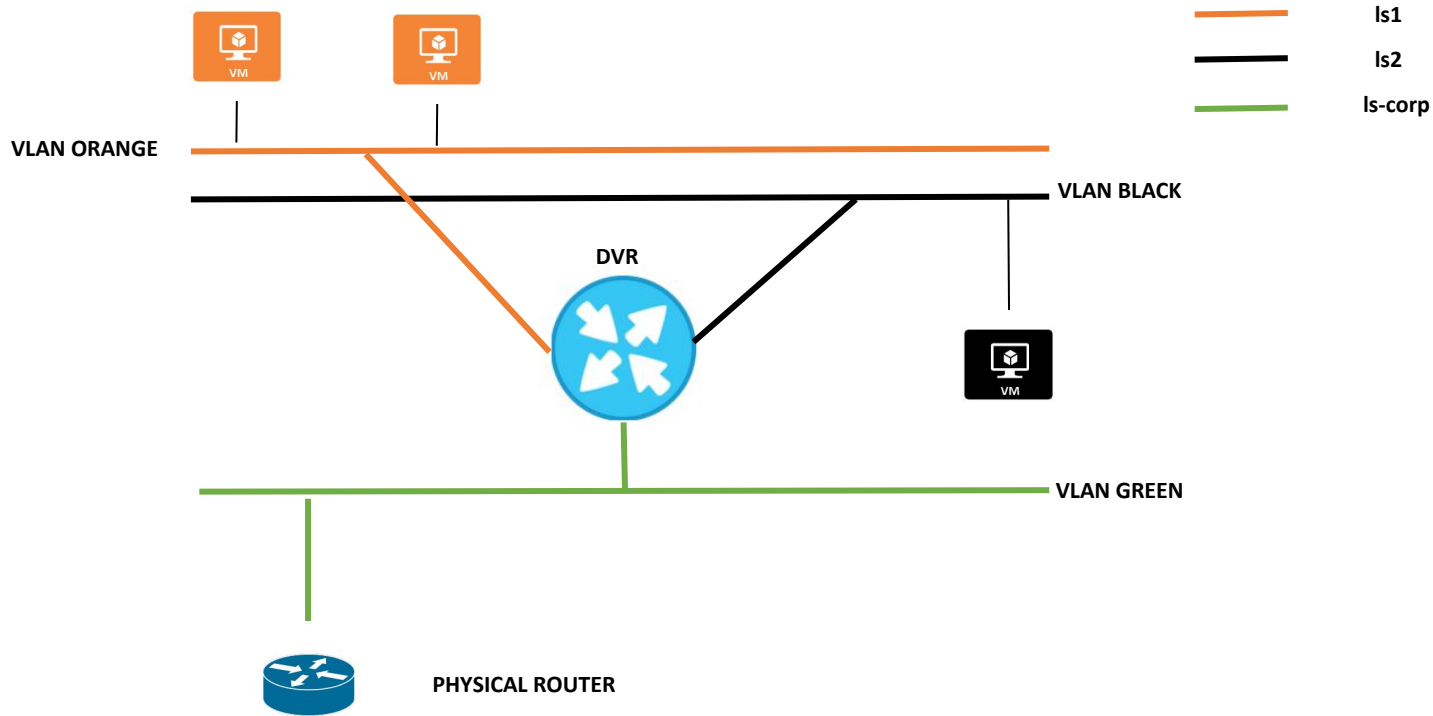 ls1
ls2
ls-corp
VM
VM
VLAN ORANGE
VLAN BLACK
DVR
VM
VLAN GREEN
PHYSICAL ROUTER